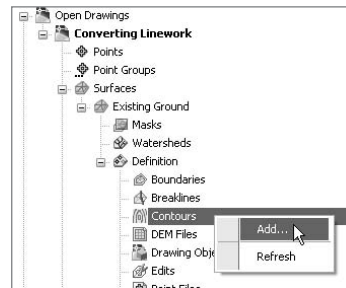 Open Drawings
Converting Linework
Points
Point Groups
Surfaces
Existing Ground
Masks
Watersheds
Definition
Boundaries
Breaklines
Contours
Add...
DEM Files
Drawing Obje
Refresh
Edits
Point Files